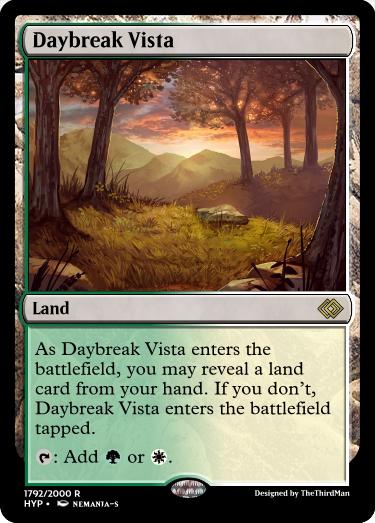 Daybreak Vista
Land
As Daybreak Vista enters the
battlefield, you may reveal a land
card from your hand. If you don't,
Daybreak Vista enters the battlefield
tapped.
: Add or .
1792/2000 R
HYP • NEMANJA-S
Designed by TheThirdMan